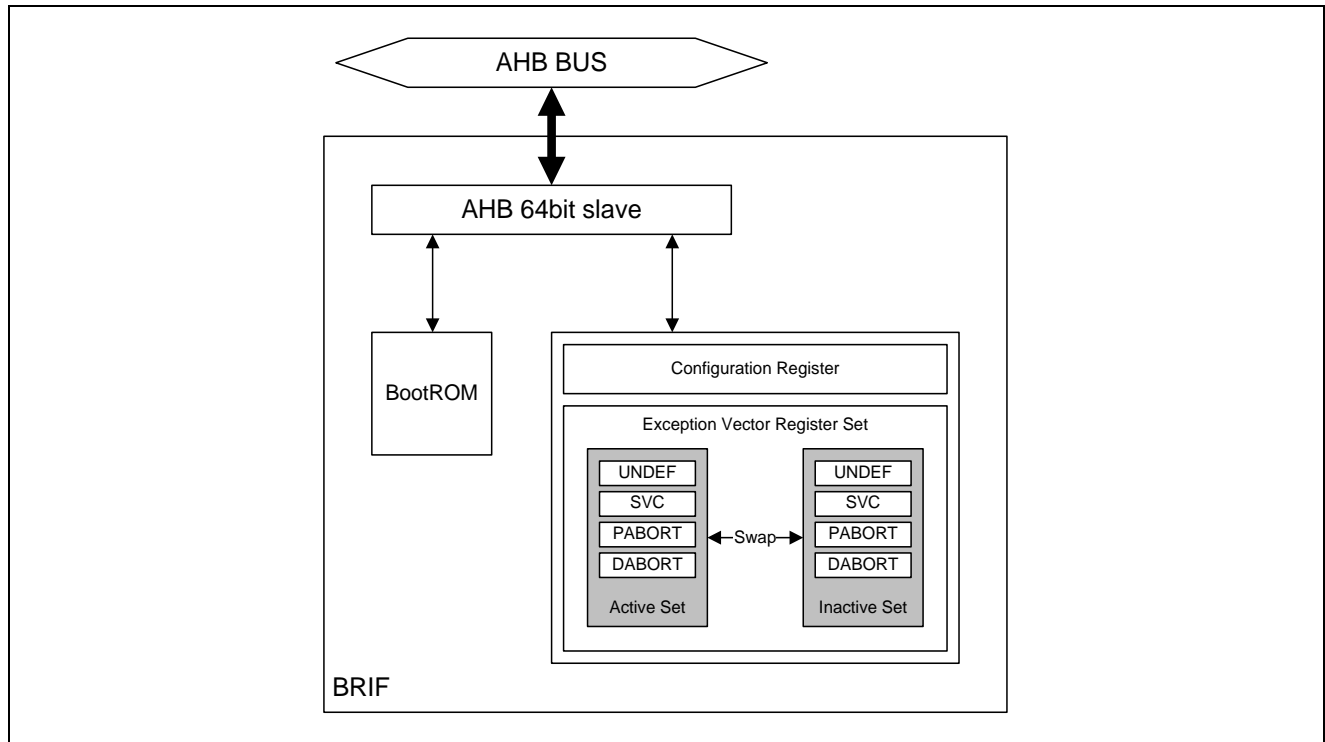 AHB BUS
AHB 64bit slave
BootROM
Configuration Register
Exception Vector Register Set
UNDEF
SVC
PABORT
DABORT
Active Set
Swap
UNDEF
SVC
PABORT
DABORT
Inactive Set
BRIF